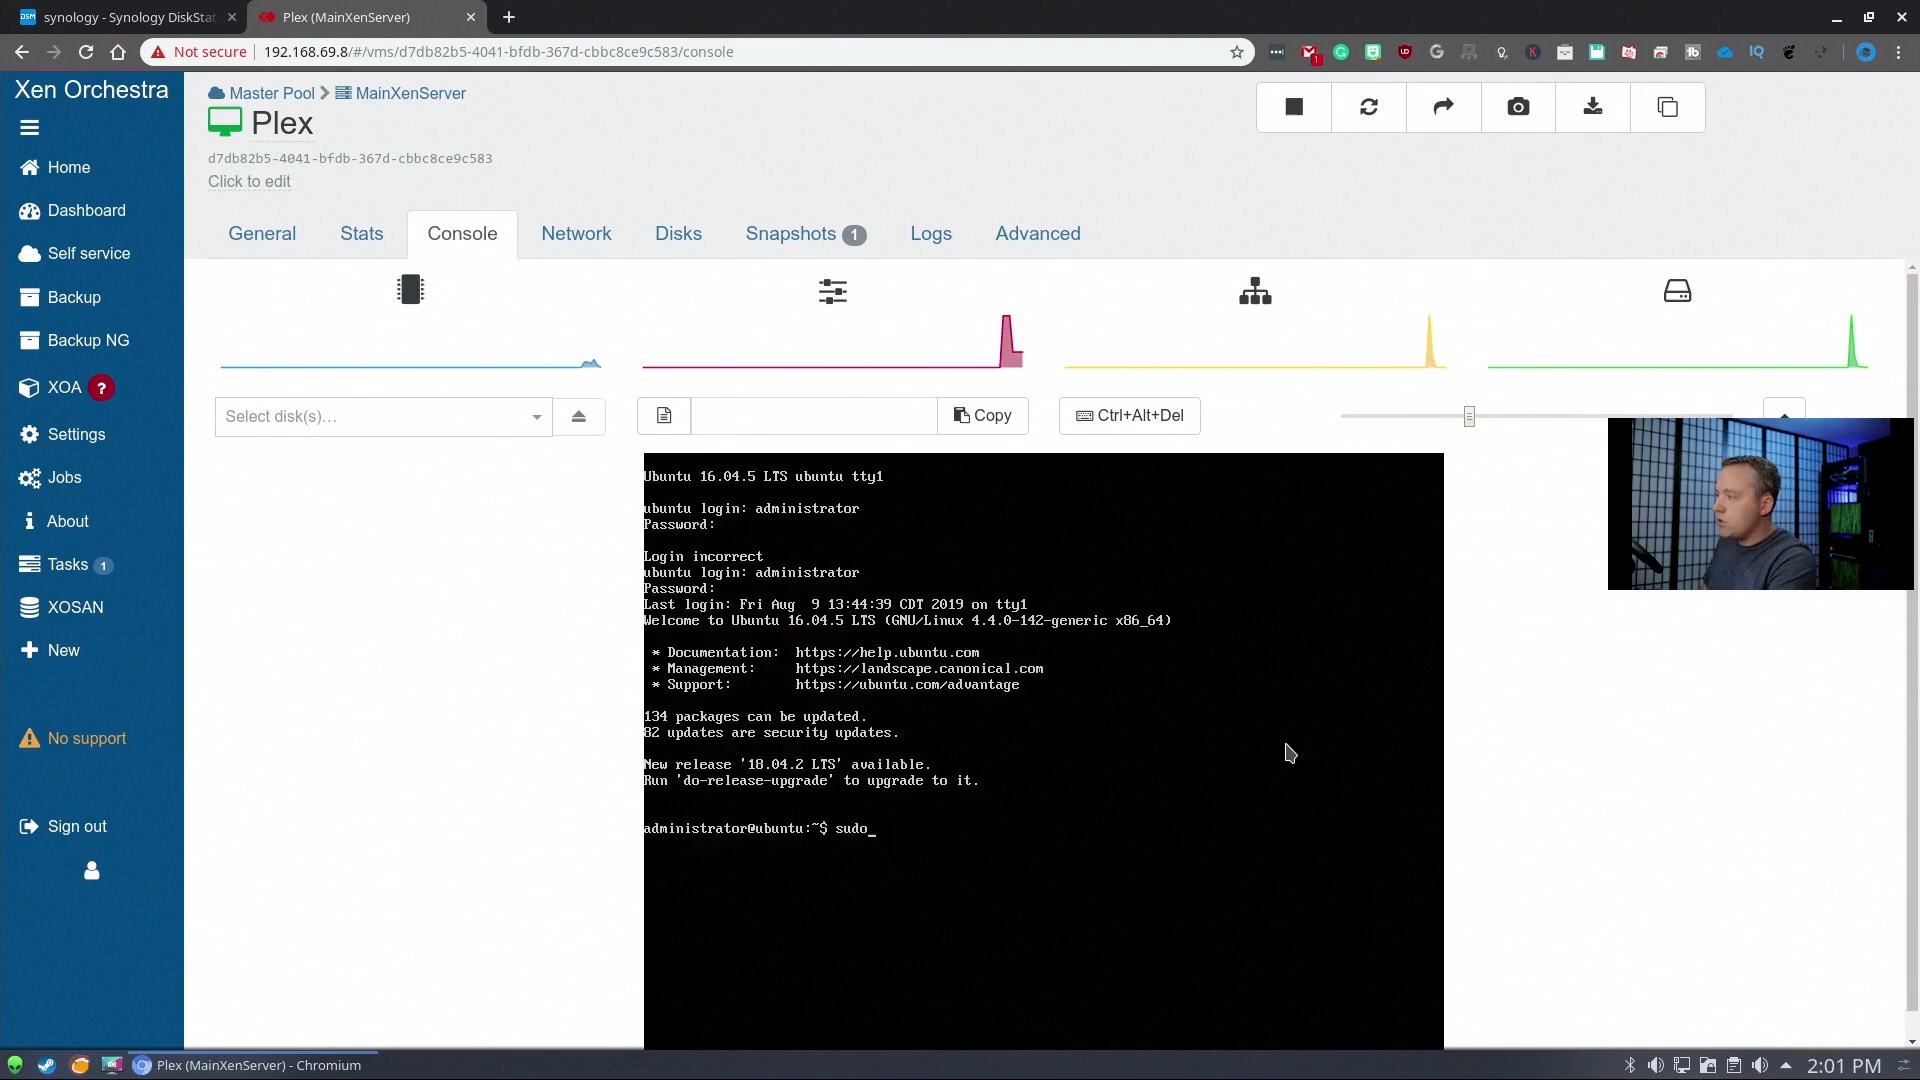 synology - Synology DiskStat
Plex (MainXenServer)
Not secure
192.168.69.8/#/vms/d7db82b5-4041-bfdb-367d-cbbc8ce9c583/console
Xen Orchestra
Home
Dashboard
Self service
Backup
Backup NG
XOA ?
Settings
Jobs
About
Tasks 1
XOSAN
New
No support
Sign out
Master Pool
MainXenServer
Plex
d7db82b5-4041-bfdb-367d-cbbc8ce9c583
Click to edit
General
Stats
Console
Network
Disks
Snapshots 1
Logs
Advanced
Select disk(s)…
Copy
Ctrl+Alt+Del
Ubuntu 16.04.5 LTS ubuntu tty1
ubuntu login: administrator
Password:
Login incorrect
ubuntu login: administrator
Password:
Last login: Fri Aug  9 13:44:39 CDT 2019 on tty1
Welcome to Ubuntu 16.04.5 LTS (GNU/Linux 4.4.0-142-generic x86_64)
* Documentation:  https://help.ubuntu.com
* Management:     https://landscape.canonical.com
* Support:        https://ubuntu.com/advantage
134 packages can be updated.
82 updates are security updates.
New release '18.04.2 LTS' available.
Run 'do-release-upgrade' to upgrade to it.
administrator@ubuntu:~$ sudo_
Plex (MainXenServer) - Chromium
2:01 PM